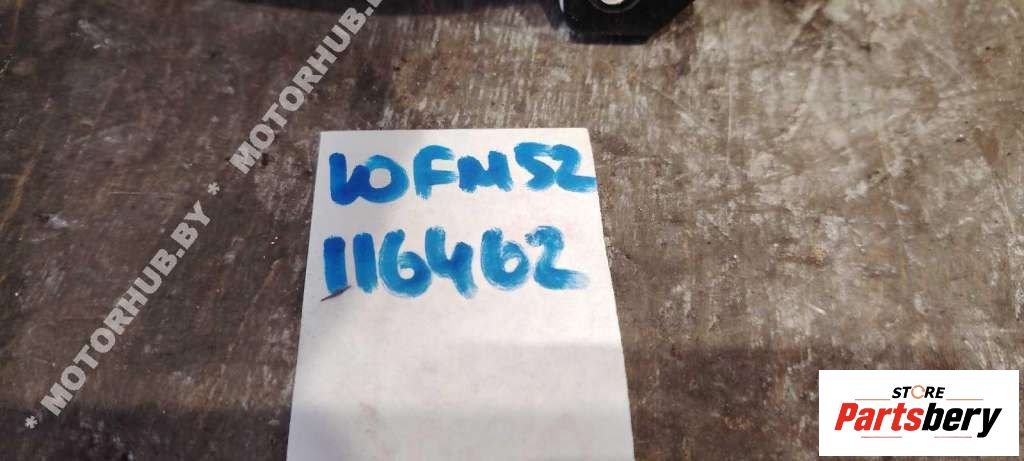 * MOTORHUB.BY * MOTORHUB.BY
10FM52
116462
STORE
Partsbery